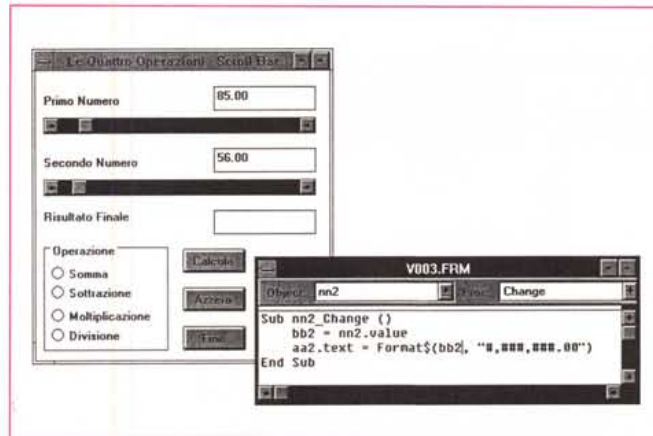 Le Quattro Operazioni - Scroll Bar
Primo Numero
85.00
Secondo Numero
56.00
Risultato Finale
Operazione
Somma
Sottrazione
Moltiplicazione
Divisione
Calcola
Azzera
Fine
V003.FRM
Object: nn2
Proc: Change
Sub nn2_Change ()
bb2 = nn2.value
aa2.text = Format$(bb2, "#,###,###.00")
End Sub